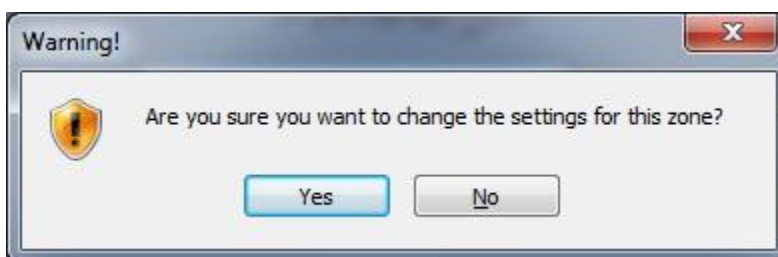 Warning!
Are you sure you want to change the settings for this zone?
Yes
No